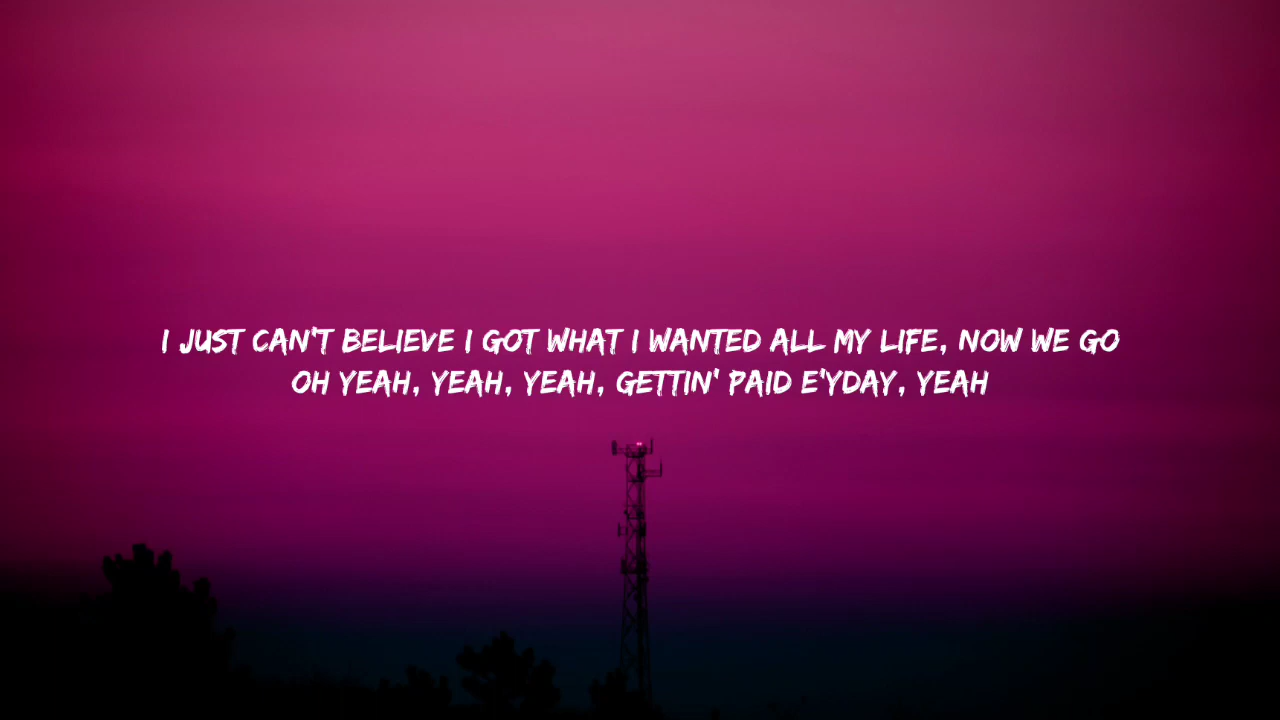 I JUST CAN'T BELIEVE I GOT WHAT I WANTED ALL MY LIFE, NOW WE GO
OH YEAH, YEAH, YEAH, GETTIN' PAID E'YDAY, YEAH